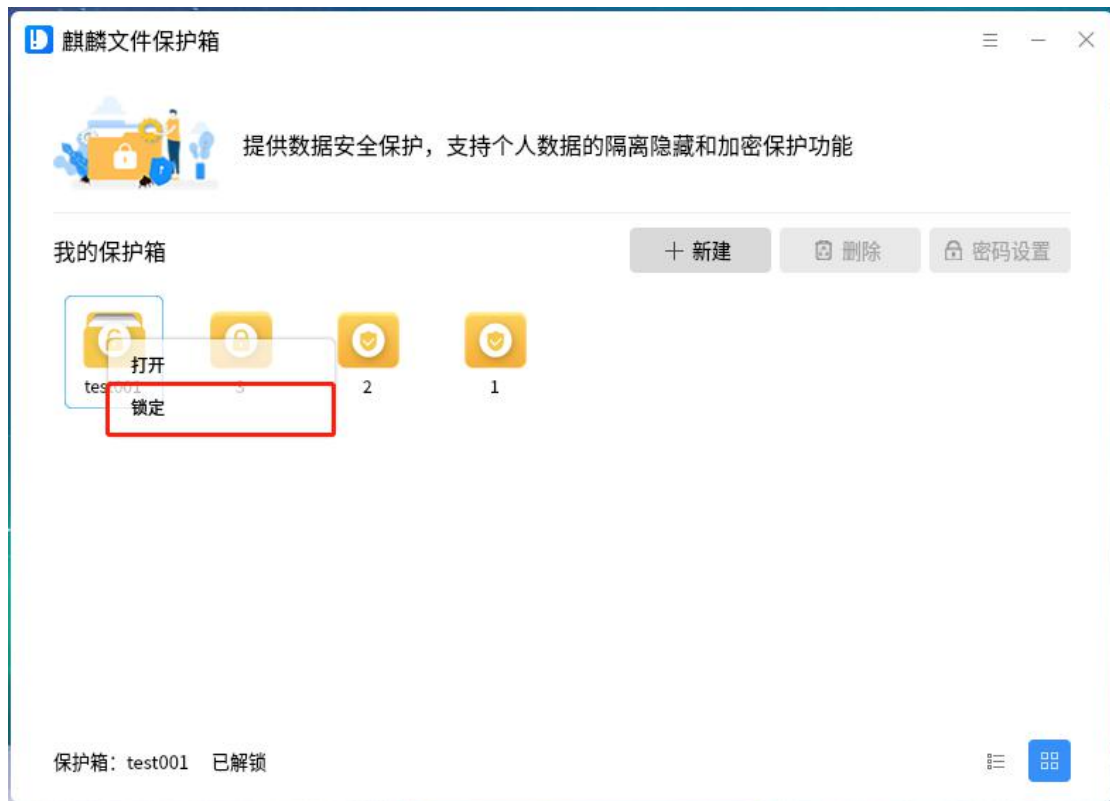 麒麟文件保护箱
提供数据安全保护，支持个人数据的隔离隐藏和加密保护功能
我的保护箱
新建
删除
密码设置
打开
锁定
test001
3
2
1
保护箱：test001 已解锁